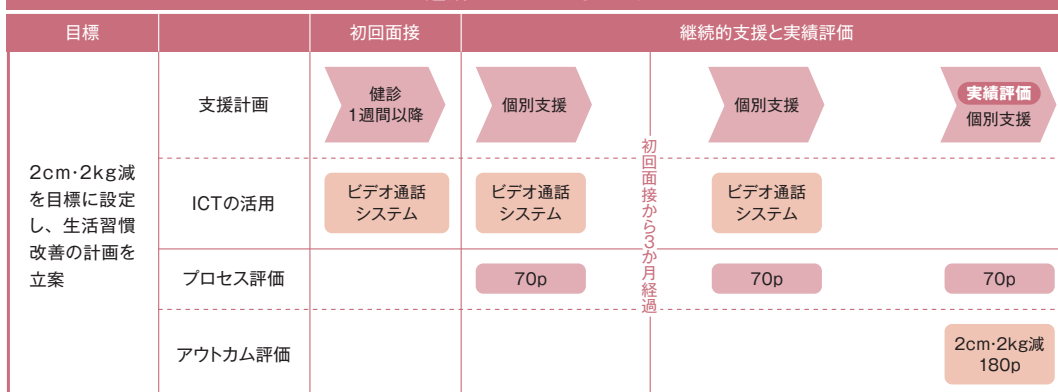 目標
初回面接
継続的支援と実績評価
支援計画
健診
1週間以降
個別支援
個別支援
実績評価
個別支援
2cm・2kg減
を目標に設定
し、生活習慣
改善の計画を
立案
初回面接から3か月経過
ICTの活用
ビデオ通話
システム
ビデオ通話
システム
ビデオ通話
システム
プロセス評価
70p
70p
70p
アウトカム評価
2cm・2kg減
180p